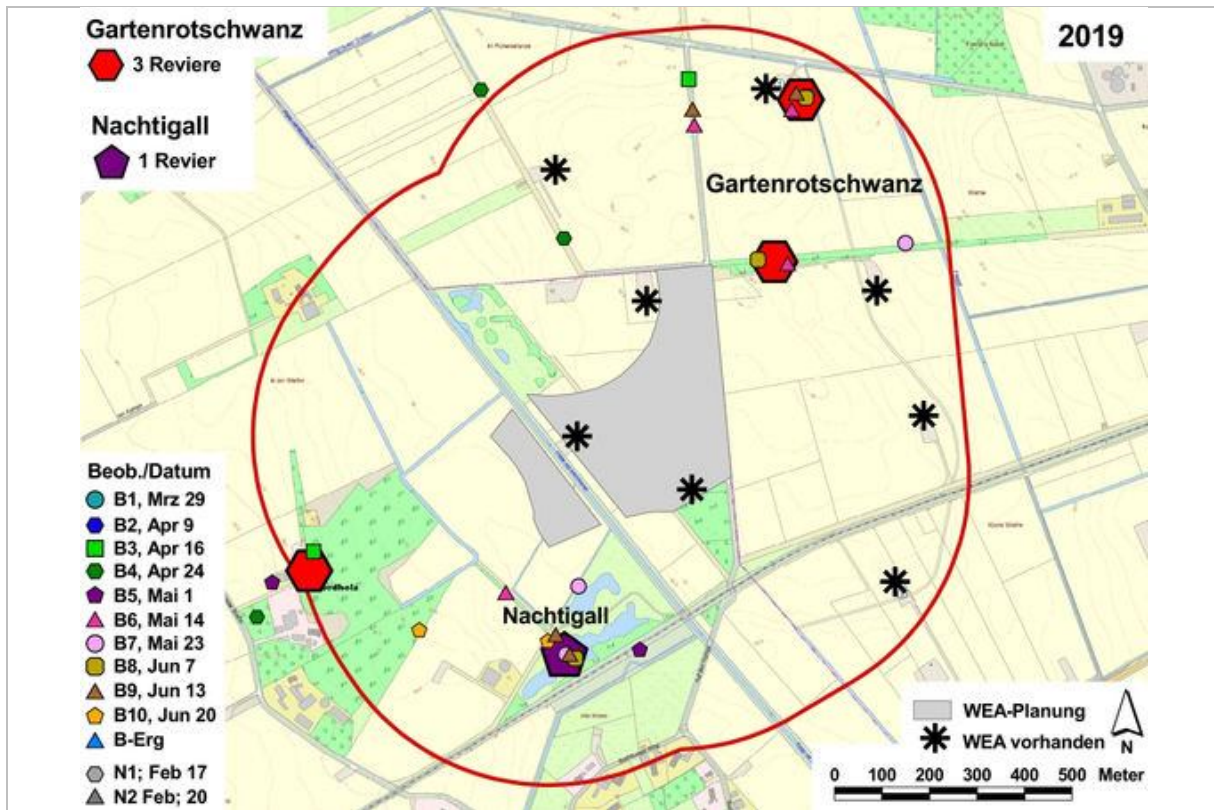 Gartenrotschwanz
3 Reviere
Nachtigall
1 Revier
2019
Gartenrotschwanz
Nachtigall
Beob./Datum
B1, Mrz 29
B2, Apr 9
B3, Apr 16
B4, Apr 24
B5, Mai 1
B6, Mai 14
B7, Mai 23
B8, Jun 7
B9, Jun 13
B10, Jun 20
B-Erg
N1; Feb 17
N2 Feb; 20
WEA-Planung
WEA vorhanden
N
0 100 200 300 400 500 Meter